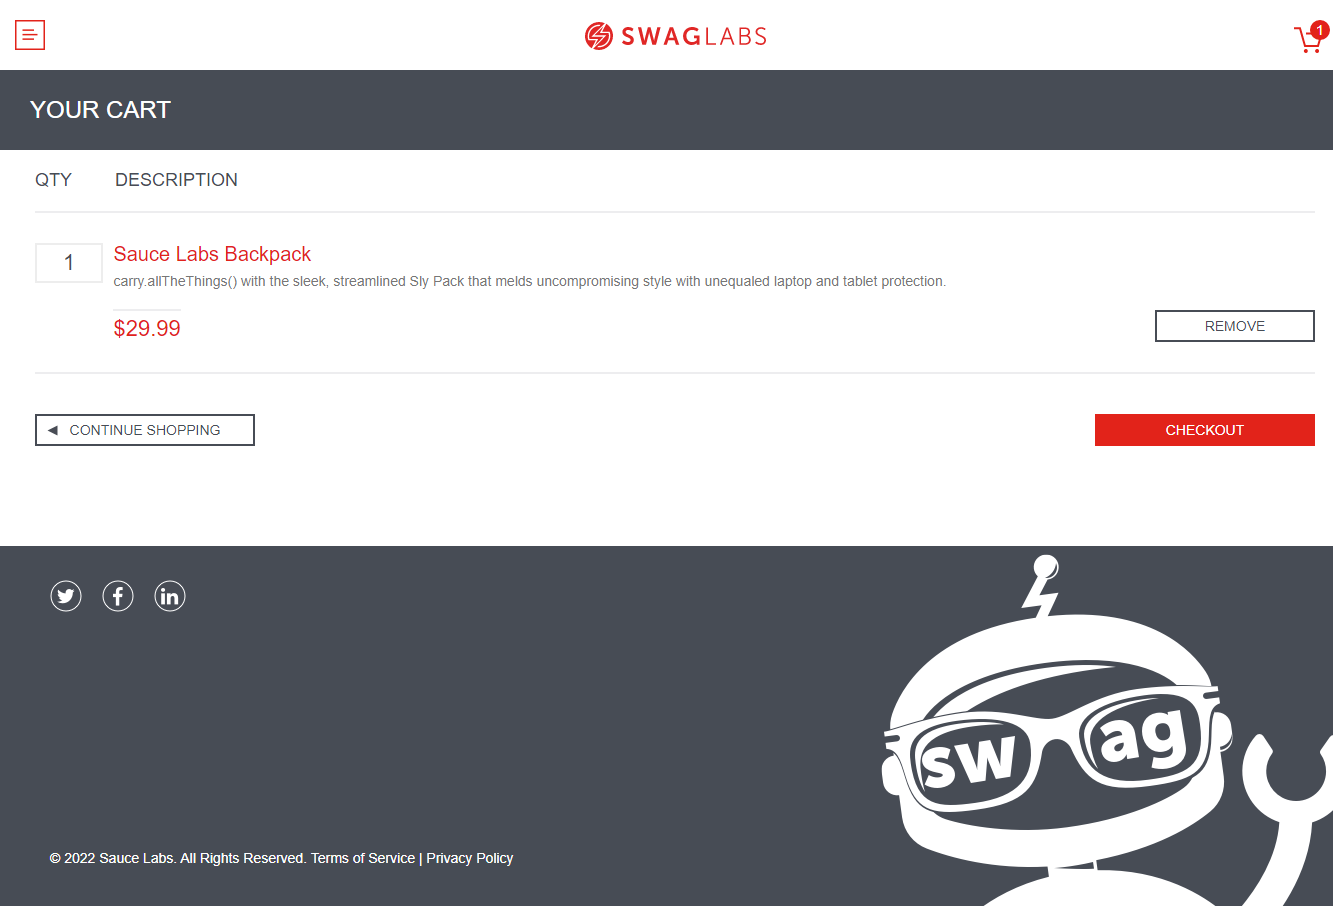 SWAGLABS
1
YOUR CART
QTY DESCRIPTION
1
Sauce Labs Backpack
carry.allTheThings() with the sleek, streamlined Sly Pack that melds uncompromising style with unequaled laptop and tablet protection.
$29.99
REMOVE
CONTINUE SHOPPING
CHECKOUT
swag
© 2022 Sauce Labs. All Rights Reserved. Terms of Service | Privacy Policy